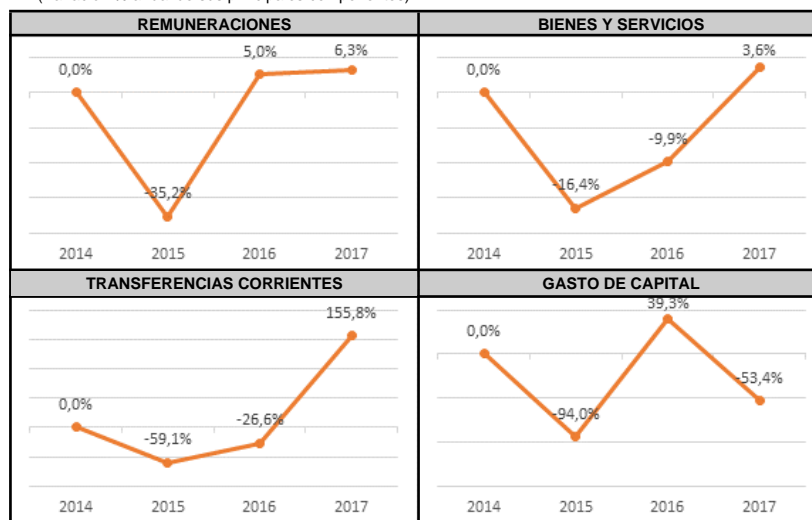 REMUNERACIONES
0,0%
-35,2%
5,0%
6,3%
2014 2015 2016 2017
BIENES Y SERVICIOS
0,0%
-16,4%
-9,9%
3,6%
2014 2015 2016 2017
TRANSFERENCIAS CORRIENTES
0,0%
-59,1%
-26,6%
155,8%
2014 2015 2016 2017
GASTO DE CAPITAL
0,0%
-94,0%
39,3%
-53,4%
2014 2015 2016 2017